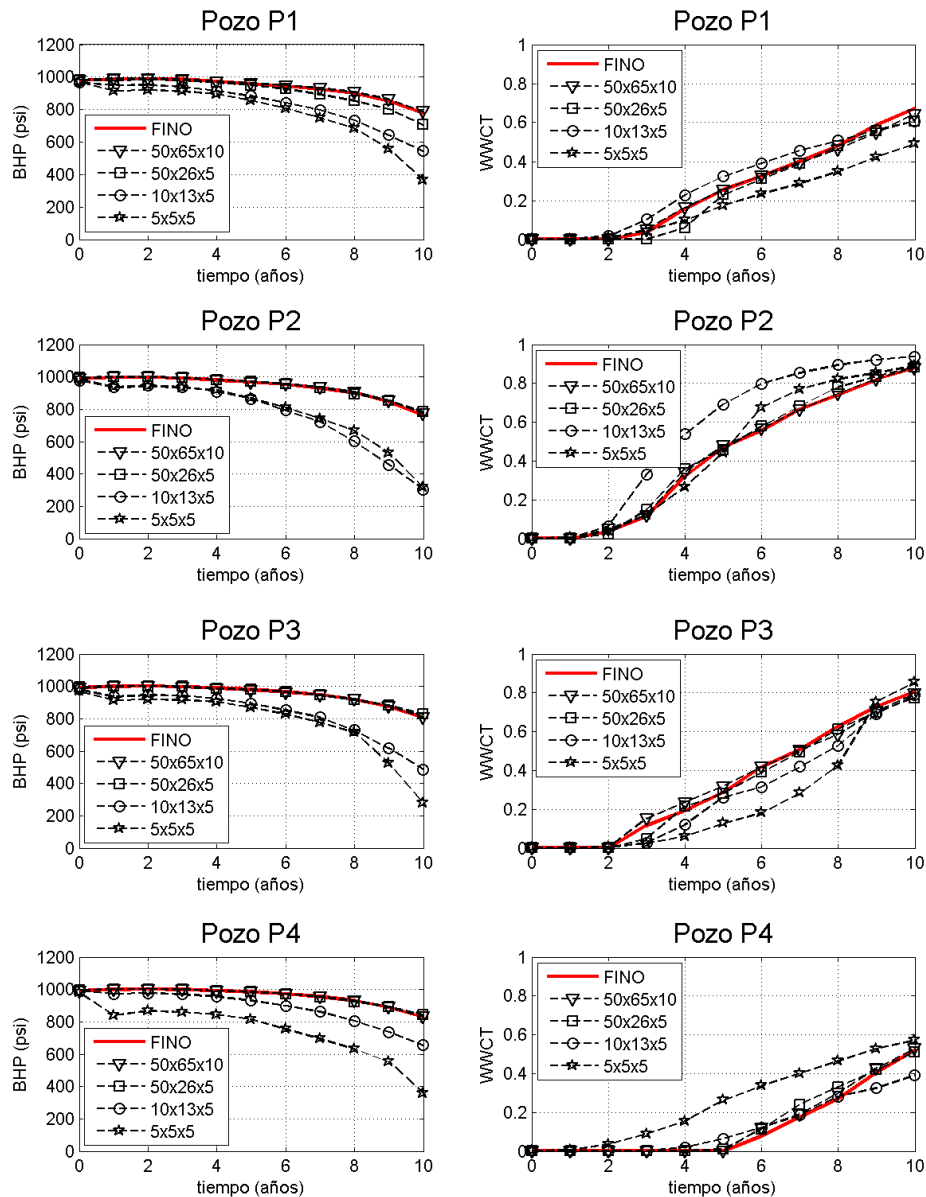 Pozo P1
1200
1000
800
600
400
200
0
BHP (psi)
FINO
50x65x10
50x26x5
10x13x5
5x5x5
0 2 4 6 8 10
tiempo (años)
Pozo P1
1
0.8
0.6
0.4
0.2
0
WWCT
FINO
50x65x10
50x26x5
10x13x5
5x5x5
0 2 4 6 8 10
tiempo (años)
Pozo P2
1200
1000
800
600
400
200
0
BHP (psi)
FINO
50x65x10
50x26x5
10x13x5
5x5x5
0 2 4 6 8 10
tiempo (años)
Pozo P2
1
0.8
0.6
0.4
0.2
0
WWCT
FINO
50x65x10
50x26x5
10x13x5
5x5x5
0 2 4 6 8 10
tiempo (años)
Pozo P3
1200
1000
800
600
400
200
0
BHP (psi)
FINO
50x65x10
50x26x5
10x13x5
5x5x5
0 2 4 6 8 10
tiempo (años)
Pozo P3
1
0.8
0.6
0.4
0.2
0
WWCT
FINO
50x65x10
50x26x5
10x13x5
5x5x5
0 2 4 6 8 10
tiempo (años)
Pozo P4
1200
1000
800
600
400
200
0
BHP (psi)
FINO
50x65x10
50x26x5
10x13x5
5x5x5
0 2 4 6 8 10
tiempo (años)
Pozo P4
1
0.8
0.6
0.4
0.2
0
WWCT
FINO
50x65x10
50x26x5
10x13x5
5x5x5
0 2 4 6 8 10
tiempo (años)